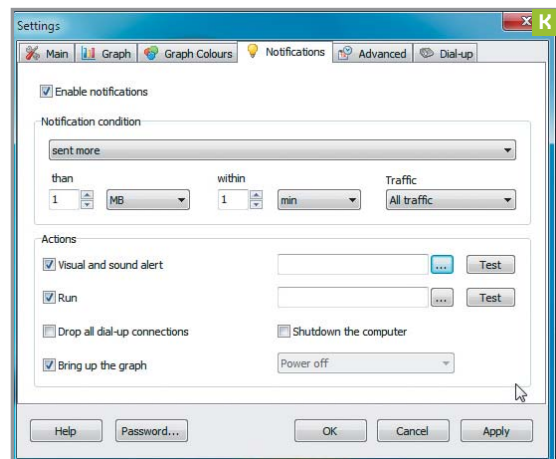 Settings
K
Main Graph Graph Colours Notifications Advanced Dial-up
Enable notifications
Notification condition
sent more
than within Traffic
1 MB 1 min All traffic
Actions
Visual and sound alert ... Test
Run ... Test
Drop all dial-up connections Shutdown the computer
Bring up the graph Power off
Help Password... OK Cancel Apply